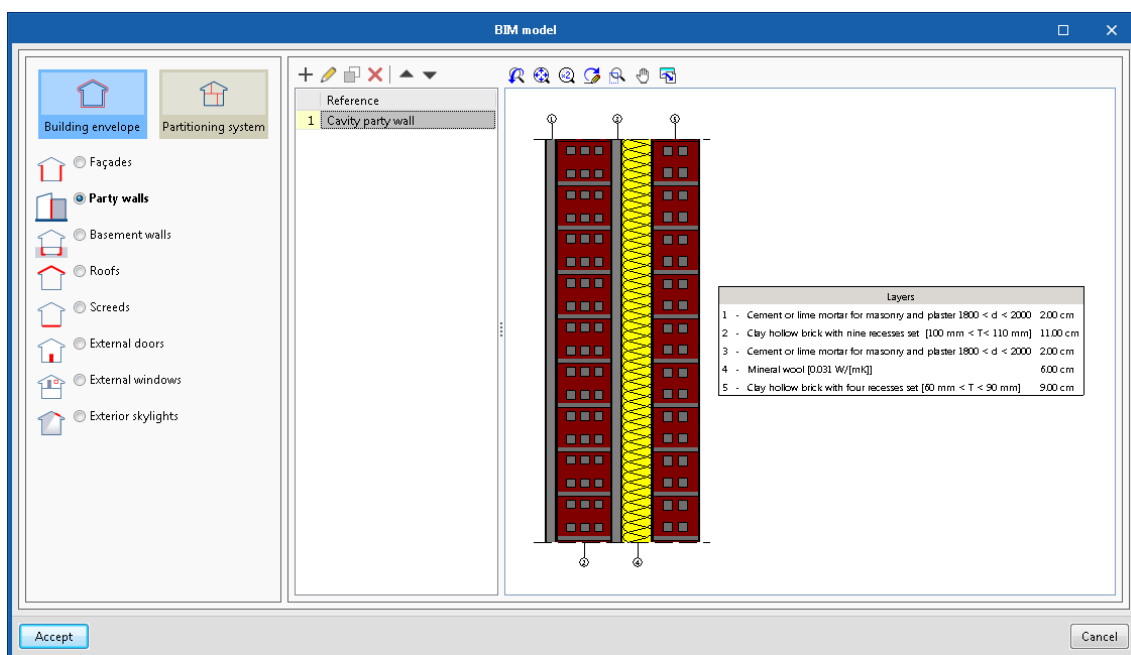 BIM model
Building envelope
Partitioning system
Façades
Party walls
Basement walls
Roofs
Screeds
External doors
External windows
Exterior skylights
Reference
1 Cavity party wall
x2
1 3 5
2 4
Layers
1 - Cement or lime mortar for masonry and plaster 1800 < d < 2000 2.00 cm
2 - Clay hollow brick with nine recesses set [100 mm < T< 110 mm] 11.00 cm
3 - Cement or lime mortar for masonry and plaster 1800 < d < 2000 2.00 cm
4 - Mineral wool [0.031 W/[mK]] 6.00 cm
5 - Clay hollow brick with four recesses set [60 mm < T < 90 mm] 9.00 cm
Accept
Cancel